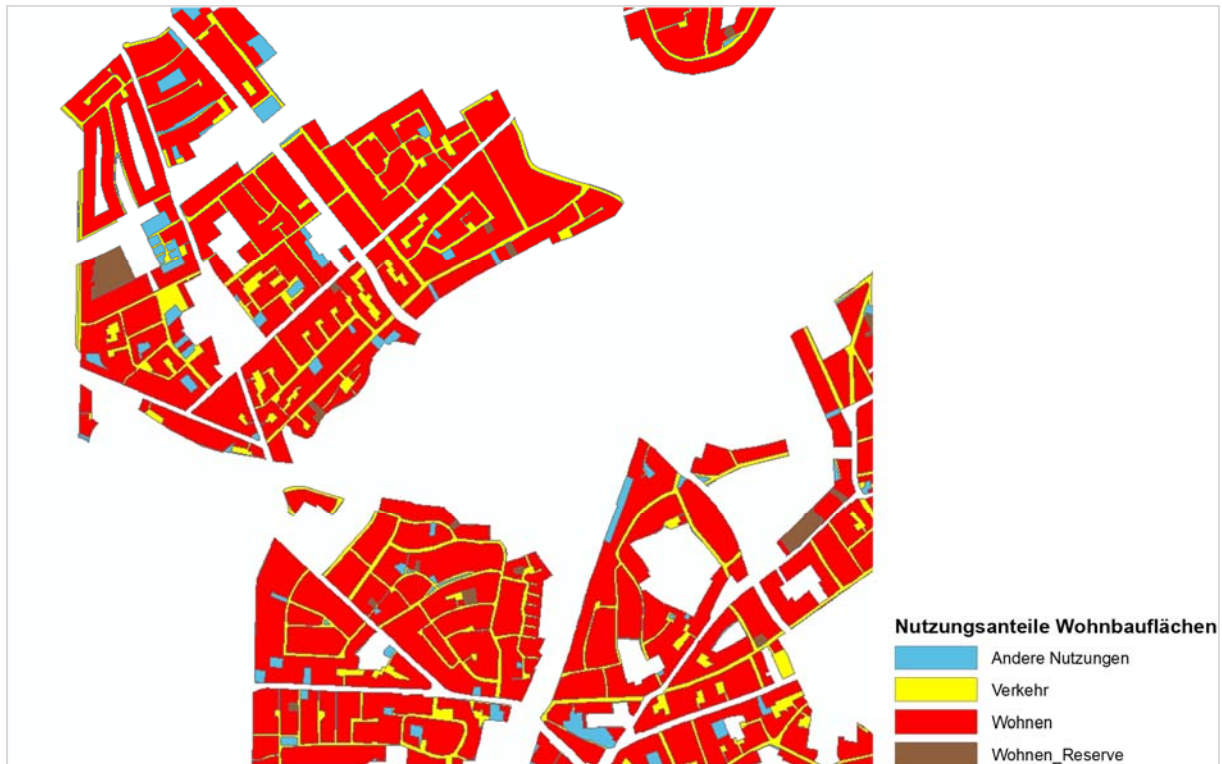 Nutzungsanteile Wohnbauflächen
Andere Nutzungen
Verkehr
Wohnen
Wohnen_Reserve